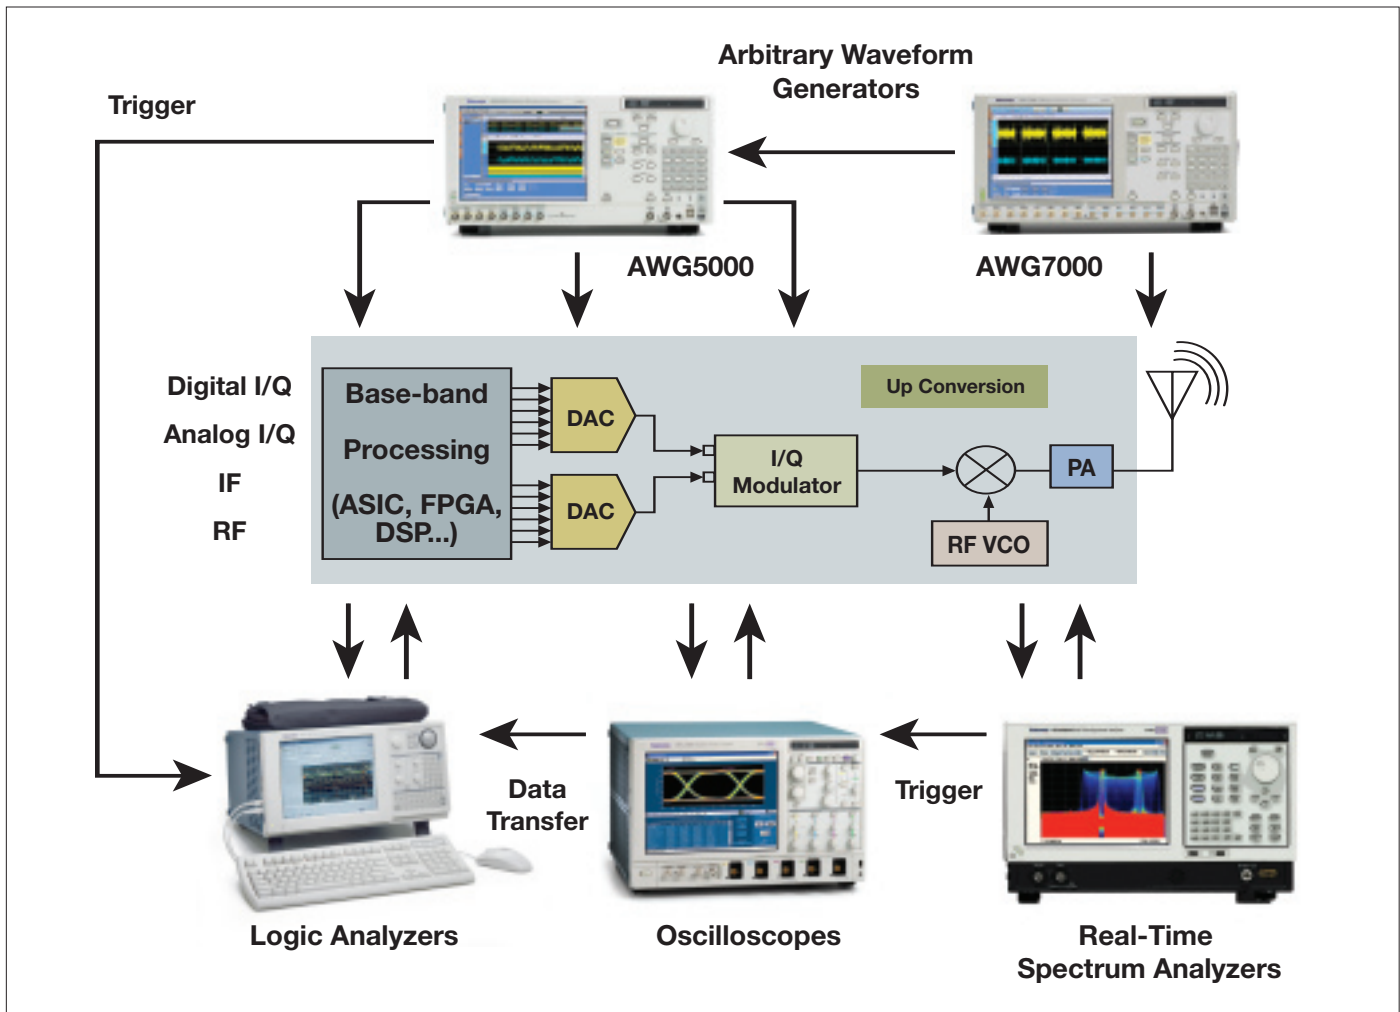 Arbitrary Waveform
Generators
Trigger
AWG5000
AWG7000
Digital I/Q
Analog I/Q
IF
RF
Base-band
Processing
(ASIC, FPGA,
DSP...)
DAC
DAC
I/Q
Modulator
Up Conversion
RF VCO
PA
Data
Transfer
Trigger
Logic Analyzers
Oscilloscopes
Real-Time
Spectrum Analyzers